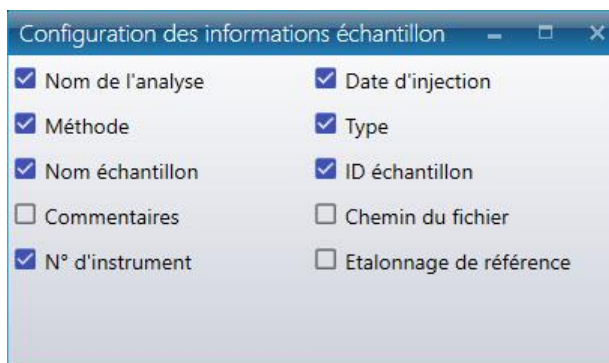 Configuration des informations échantillon
Nom de l'analyse
Date d'injection
Méthode
Type
Nom échantillon
ID échantillon
Commentaires
Chemin du fichier
N° d'instrument
Etalonnage de référence